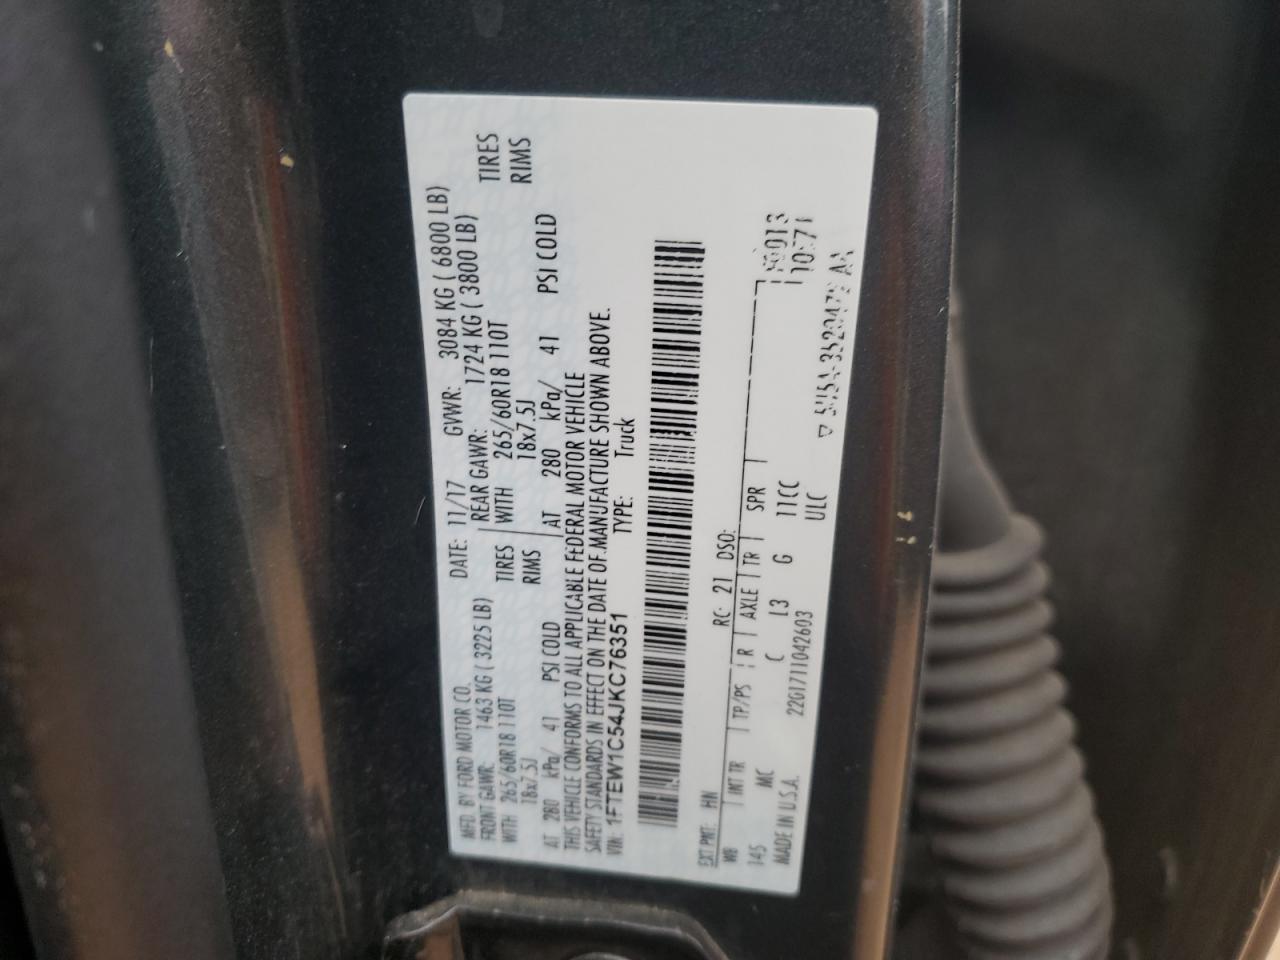 MFD. BY FORD MOTOR CO. DATE: 11/17 GVWR: 3084 KG ( 6800 LB)
FRONT GAWR: 1463 KG ( 3225 LB) REAR GAWR: 1724 KG ( 3800 LB)
WITH 265/60R18 110T TIRES WITH 265/60R18 110T TIRES
18x7.5J RIMS 18x7.5J RIMS
AT 280 kPa/ 41 PSI COLD AT 280 kPa/ 41 PSI COLD
THIS VEHICLE CONFORMS TO ALL APPLICABLE FEDERAL MOTOR VEHICLE
SAFETY STANDARDS IN EFFECT ON THE DATE OF MANUFACTURE SHOWN ABOVE.
VIN: 1FTEW1C54JKC76351 TYPE: Truck
EXT PNT: HN RC: 21 DSO:
WB INT TR TP/PS R AXLE TR SPR
145 MC C L3 G 11CC
MADE IN U.S.A. 22G1711042603 ULC